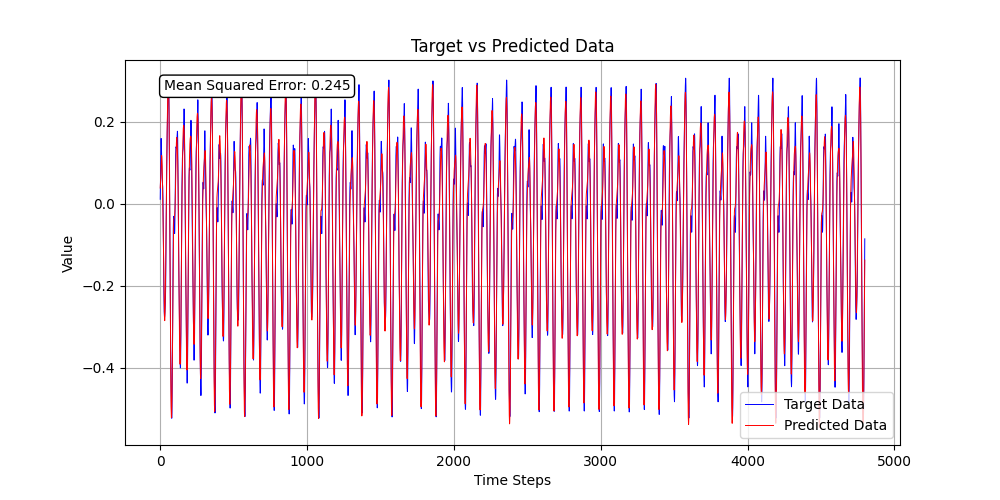 Target vs Predicted Data
Mean Squared Error: 0.245
Value
0.2
0.0
−0.2
−0.4
0
1000
2000
3000
4000
5000
Time Steps
Target Data
Predicted Data